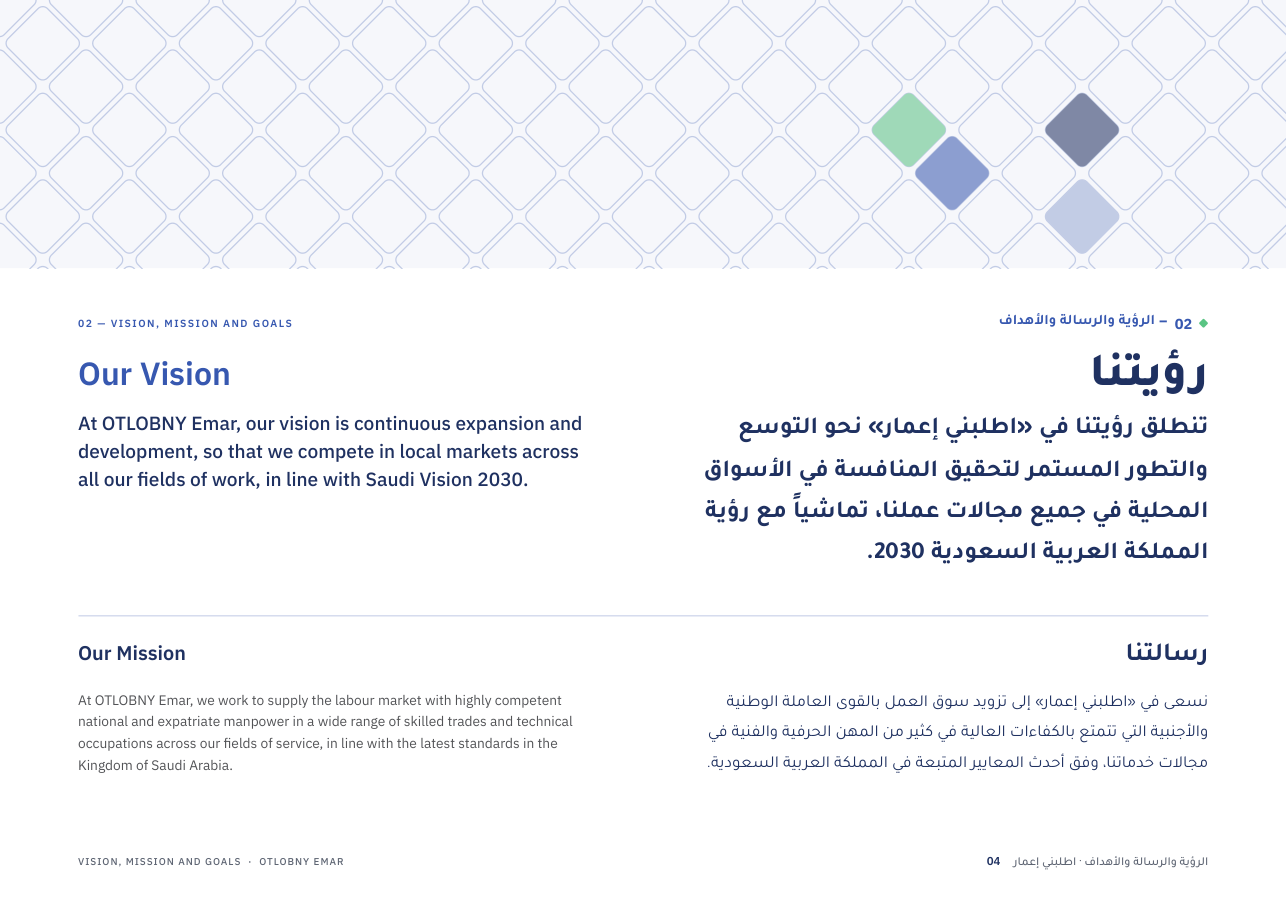 02 — VISION, MISSION AND GOALS
02 – الرؤية والرسالة والأهداف
Our Vision
رؤيتنا
At OTLOBNY Emar, our vision is continuous expansion and
development, so that we compete in local markets across
all our fields of work, in line with Saudi Vision 2030.
تنطلق رؤيتنا في «اطلبني إعمار» نحو التوسع
والتطور المستمر لتحقيق المنافسة في الأسواق
المحلية في جميع مجالات عملنا، تماشياً مع رؤية
المملكة العربية السعودية 2030.
Our Mission
رسالتنا
At OTLOBNY Emar, we work to supply the labour market with highly competent
national and expatriate manpower in a wide range of skilled trades and technical
occupations across our fields of service, in line with the latest standards in the
Kingdom of Saudi Arabia.
نسعى في «اطلبني إعمار» إلى تزويد سوق العمل بالقوى العاملة الوطنية
والأجنبية التي تتمتع بالكفاءات العالية في كثير من المهن الحرفية والفنية في
مجالات خدماتنا، وفق أحدث المعايير المتبعة في المملكة العربية السعودية.
VISION, MISSION AND GOALS · OTLOBNY EMAR
الرؤية والرسالة والأهداف · اطلبني إعمار 04